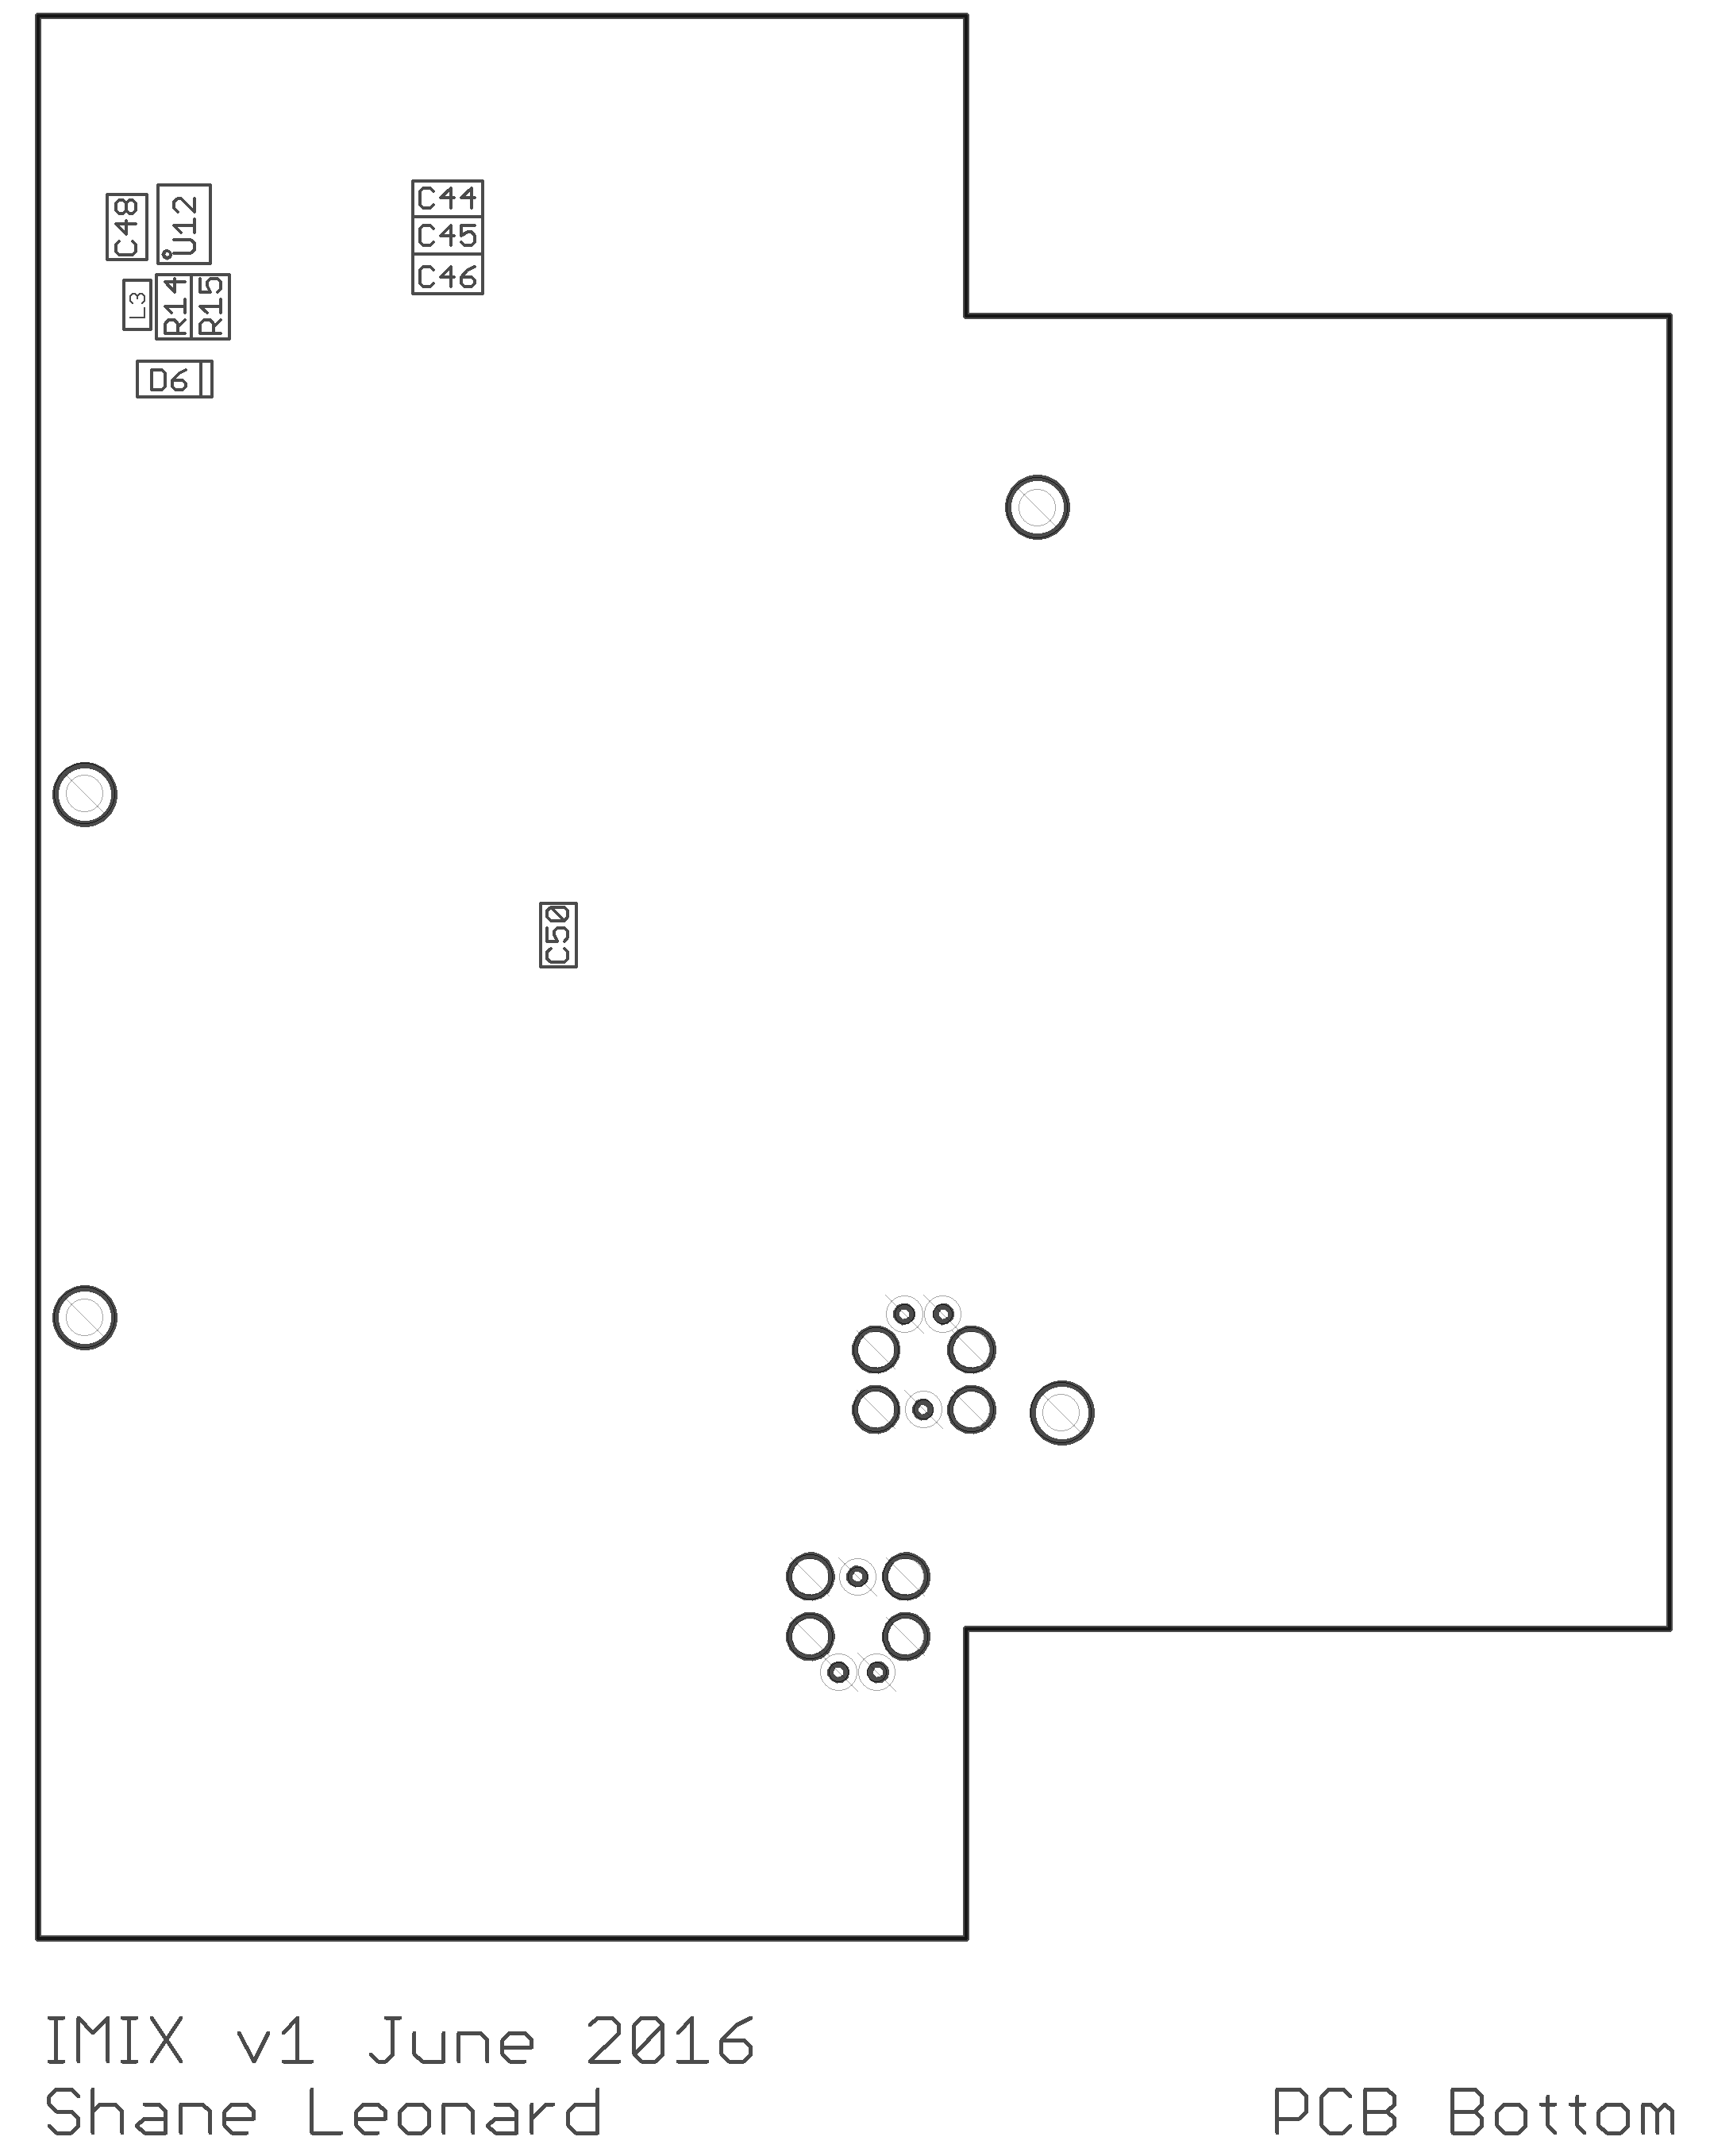 C48
U12
C44
C45
C46
L3
R14
R15
D6
C50
IMIX v1 June 2016
Shane Leonard
PCB Bottom